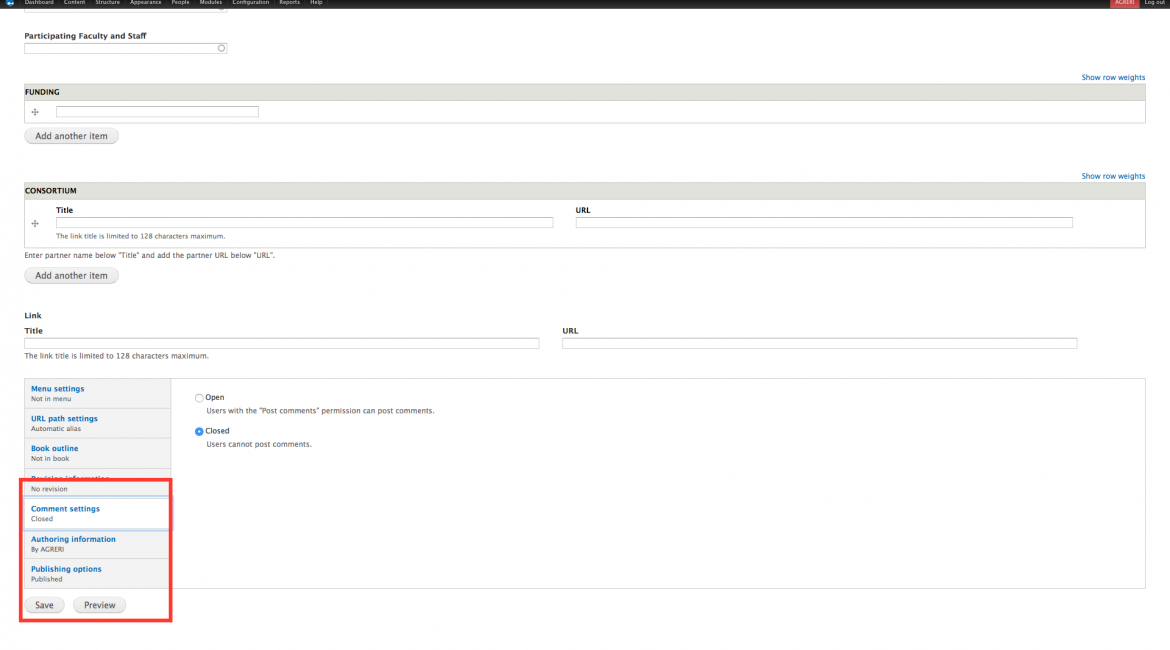 Dashboard Content Structure Appearance People Modules Configuration Reports Help AGRERI Log out
Participating Faculty and Staff
Show row weights
FUNDING
Add another item
Show row weights
CONSORTIUM
Title URL
The link title is limited to 128 characters maximum.
Enter partner name below "Title" and add the partner URL below "URL".
Add another item
Link
Title URL
The link title is limited to 128 characters maximum.
Menu settings
Not in menu
URL path settings
Automatic alias
Book outline
Not in book
Revision information
No revision
Comment settings
Closed
Authoring information
By AGRERI
Publishing options
Published
Open
Users with the "Post comments" permission can post comments.
Closed
Users cannot post comments.
Save Preview